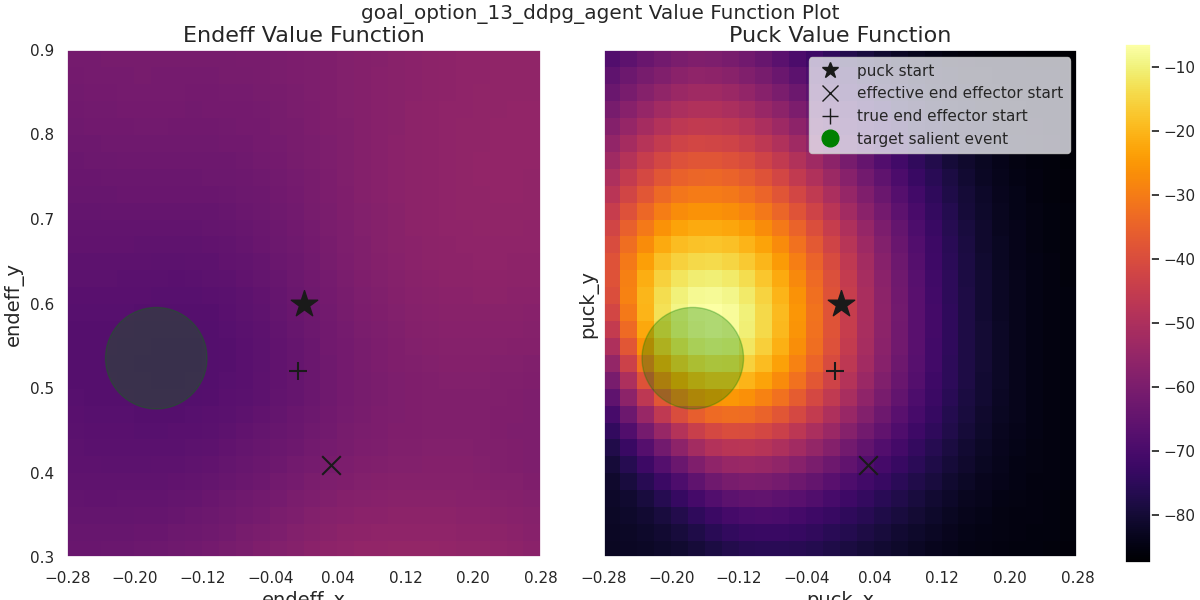 goal_option_13_ddpg_agent Value Function Plot
Endeff Value Function
Puck Value Function
puck start
effective end effector start
true end effector start
target salient event
0.9
0.8
0.7
0.6
0.5
0.4
0.3
endeff_y
puck_y
−0.28 −0.20 −0.12 −0.04 0.04 0.12 0.20 0.28
−0.28 −0.20 −0.12 −0.04 0.04 0.12 0.20 0.28
endeff_x
puck_x
−10
−20
−30
−40
−50
−60
−70
−80